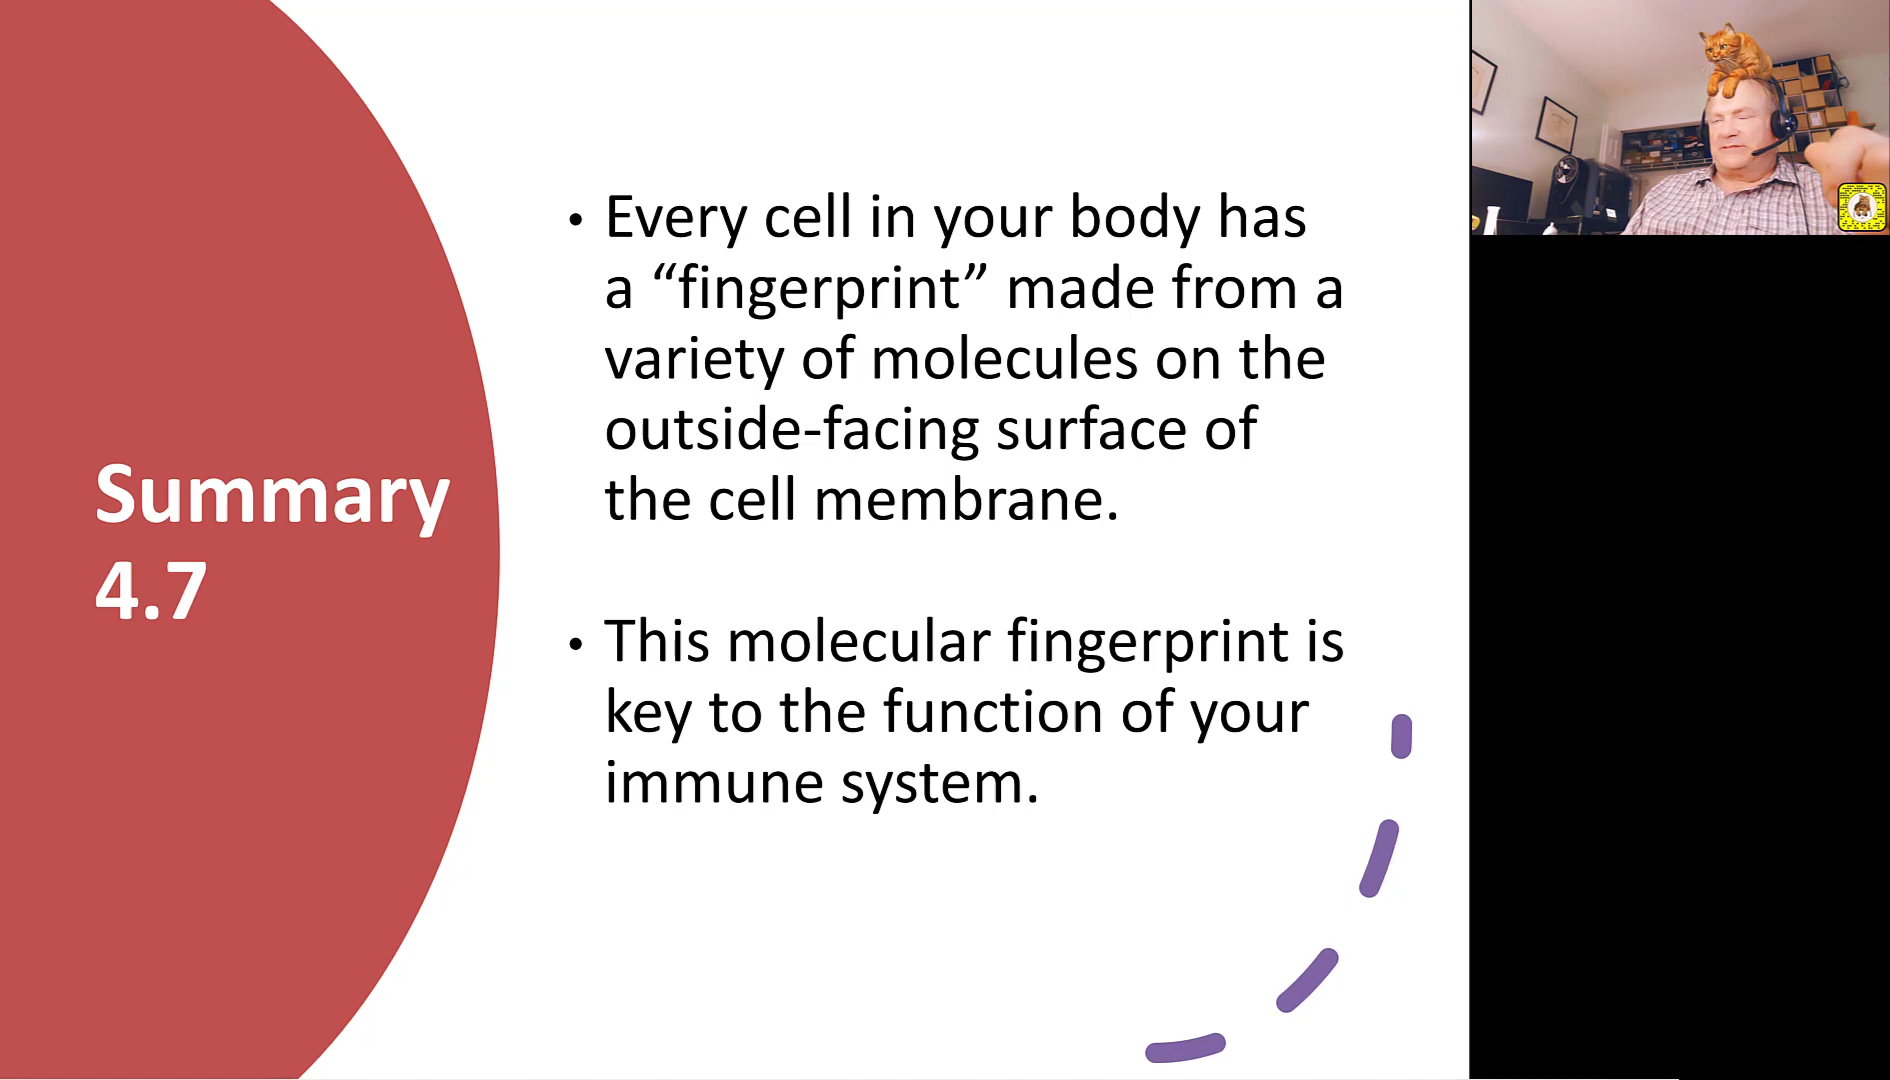 Summary
4.7
• Every cell in your body has
a “fingerprint” made from a
variety of molecules on the
outside-facing surface of
the cell membrane.
• This molecular fingerprint is
key to the function of your
immune system.